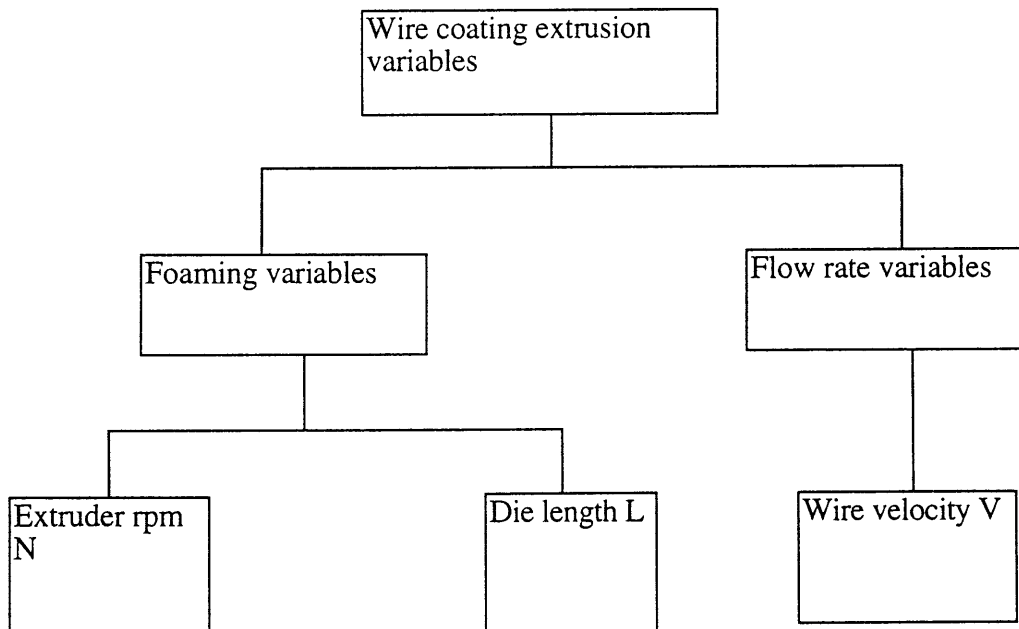 Wire coating extrusion
variables
Foaming variables
Flow rate variables
Extruder rpm
N
Die length L
Wire velocity V